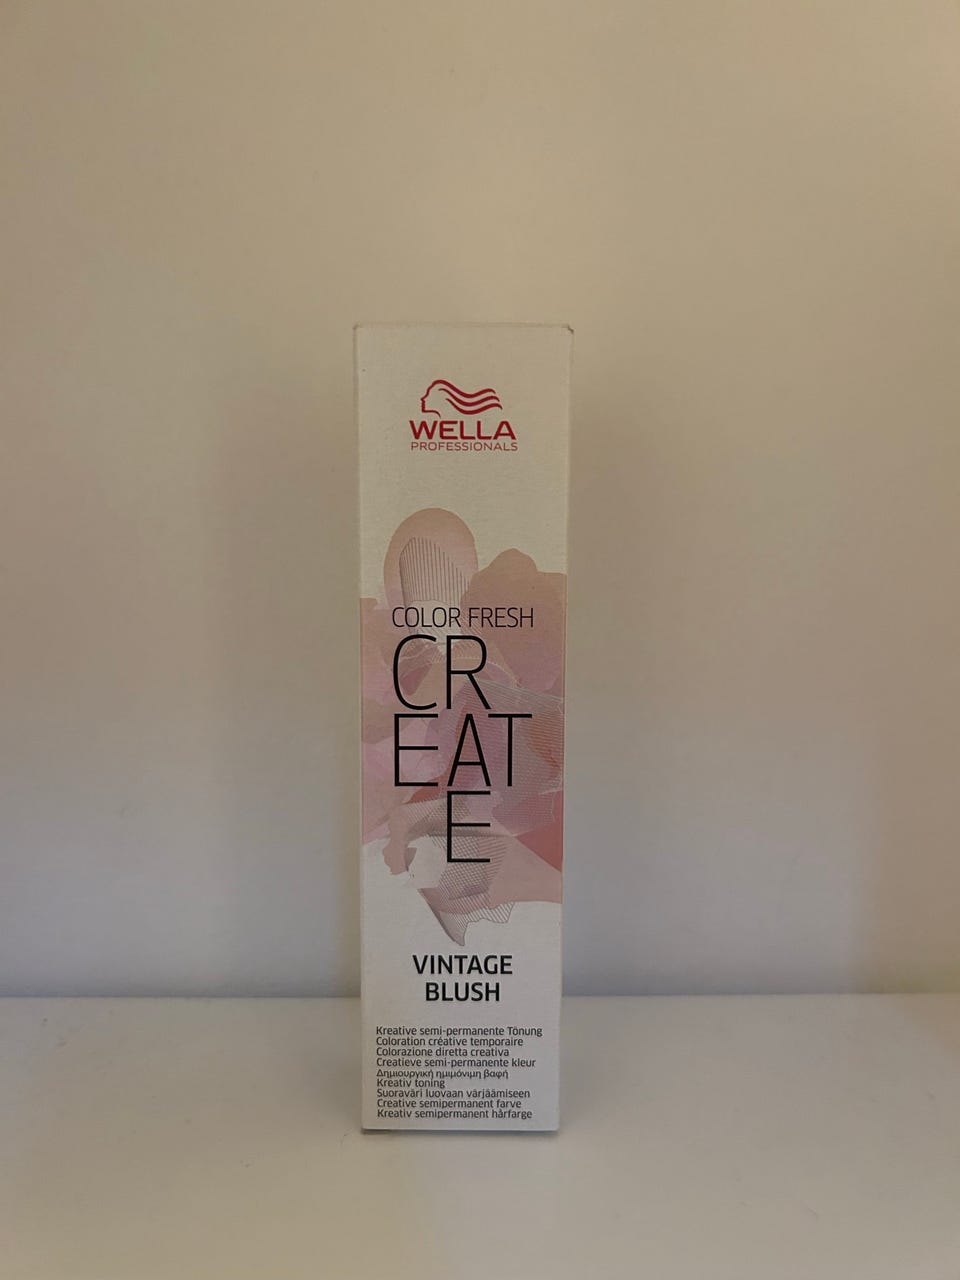 WELLA
PROFESSIONALS
COLOR FRESH
CR
EAT
E
VINTAGE
BLUSH
Kreative semi-permanente Tönung
Coloration créative temporaire
Colorazione diretta creativa
Creatieve semi-permanente kleur
Δημιουργική ημιμόνιμη βαφή
Kreativ toning
Suoraväri luovaan värjäämiseen
Creative semipermanent farve
Kreativ semipermanent hårfarge